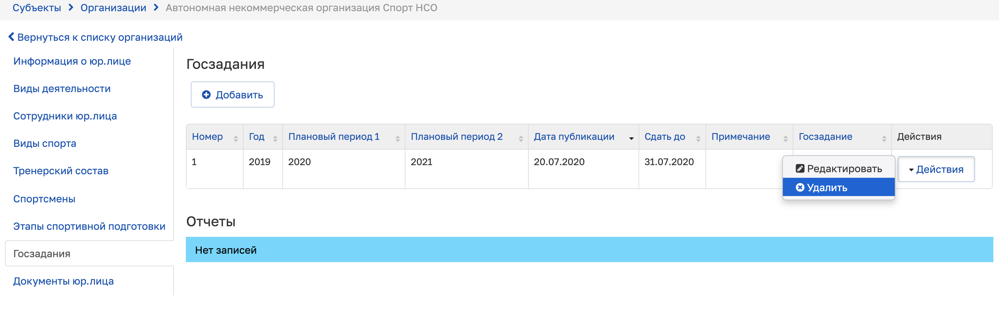 Субъекты > Организации > Автономная некоммерческая организация Спорт НСО
Вернуться к списку организаций
Информация о юр.лице
Виды деятельности
Сотрудники юр.лица
Виды спорта
Тренерский состав
Спортсмены
Этапы спортивной подготовки
Госзадания
Документы юр.лица
Госзадания
Добавить
Номер Год Плановый период 1 Плановый период 2 Дата публикации Сдать до Примечание Госзадание Действия
1 2019 2020 2021 20.07.2020 31.07.2020 Действия
Редактировать
Удалить
Отчеты
Нет записей